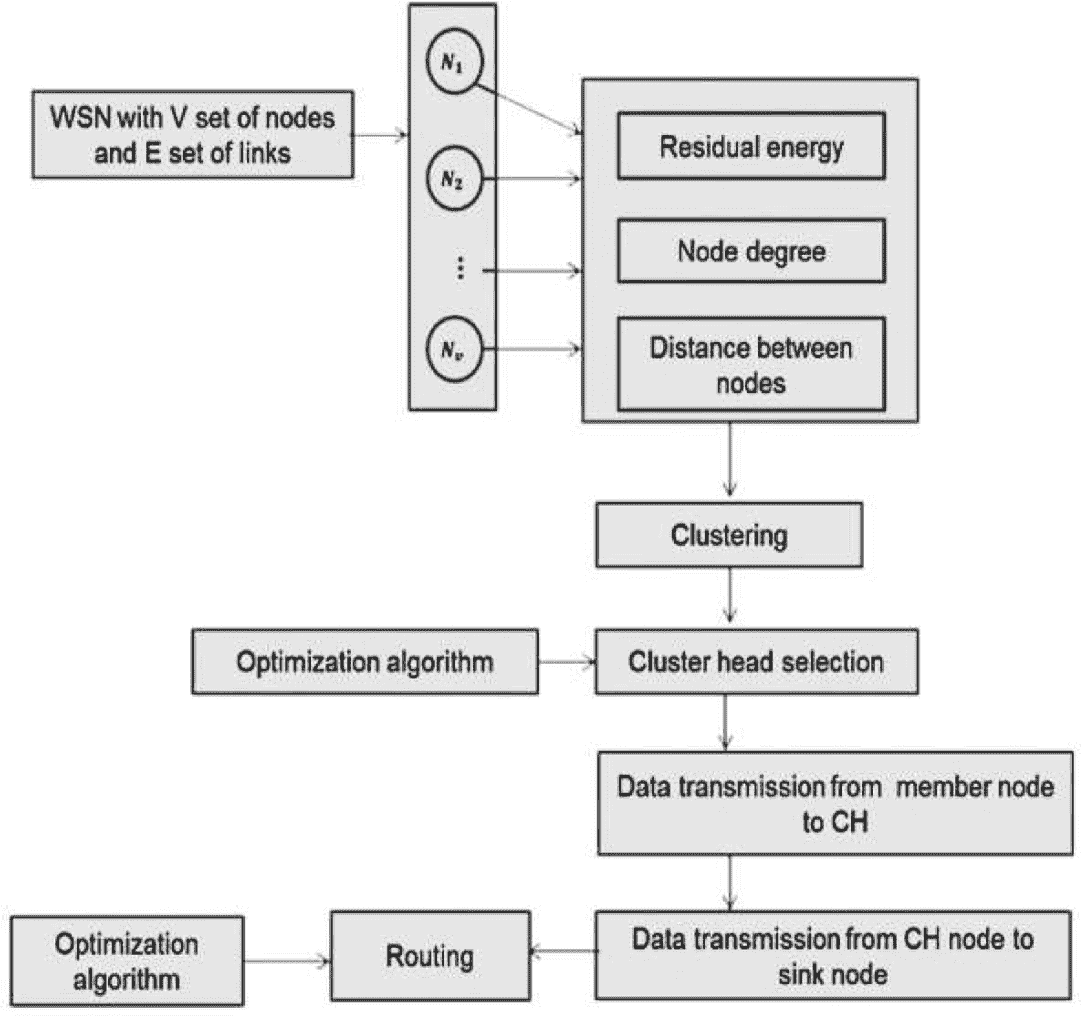 WSN with V set of nodes
and E set of links
N₁
N₂
⋮
Nᵥ
Residual energy
Node degree
Distance between
nodes
Clustering
Optimization algorithm
Cluster head selection
Data transmission from member node
to CH
Optimization
algorithm
Routing
Data transmission from CH node to
sink node